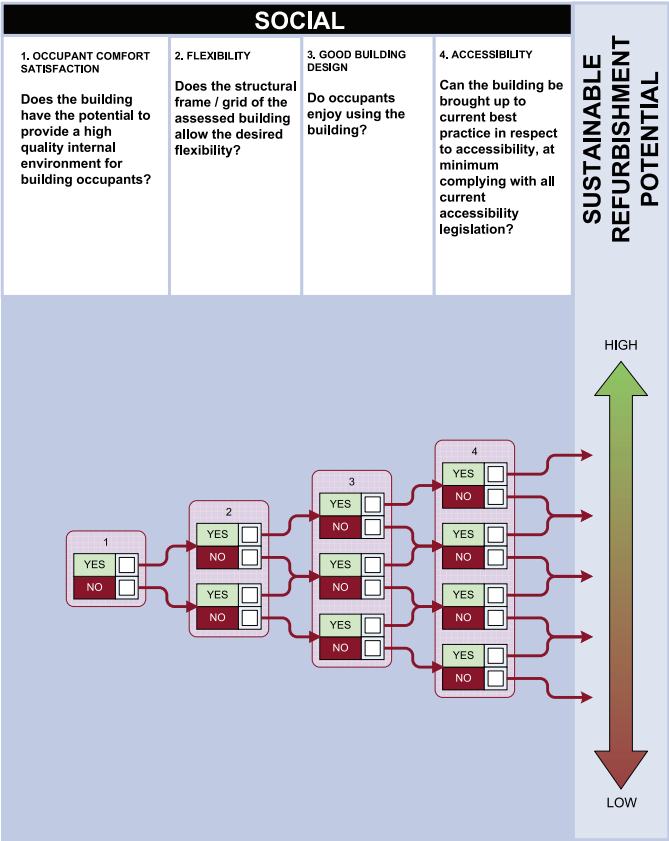 SOCIAL
1. OCCUPANT COMFORT
SATISFACTION
Does the building
have the potential to
provide a high
quality internal
environment for
building occupants?
2. FLEXIBILITY
Does the structural
frame / grid of the
assessed building
allow the desired
flexibility?
3. GOOD BUILDING
DESIGN
Do occupants
enjoy using the
building?
4. ACCESSIBILITY
Can the building be
brought up to
current best
practice in respect
to accessibility, at
minimum
complying with all
current
accessibility
legislation?
SUSTAINABLE
REFURBISHMENT
POTENTIAL
1
YES
NO
2
YES
NO
YES
NO
3
YES
NO
YES
NO
YES
NO
4
YES
NO
YES
NO
YES
NO
YES
NO
HIGH
LOW